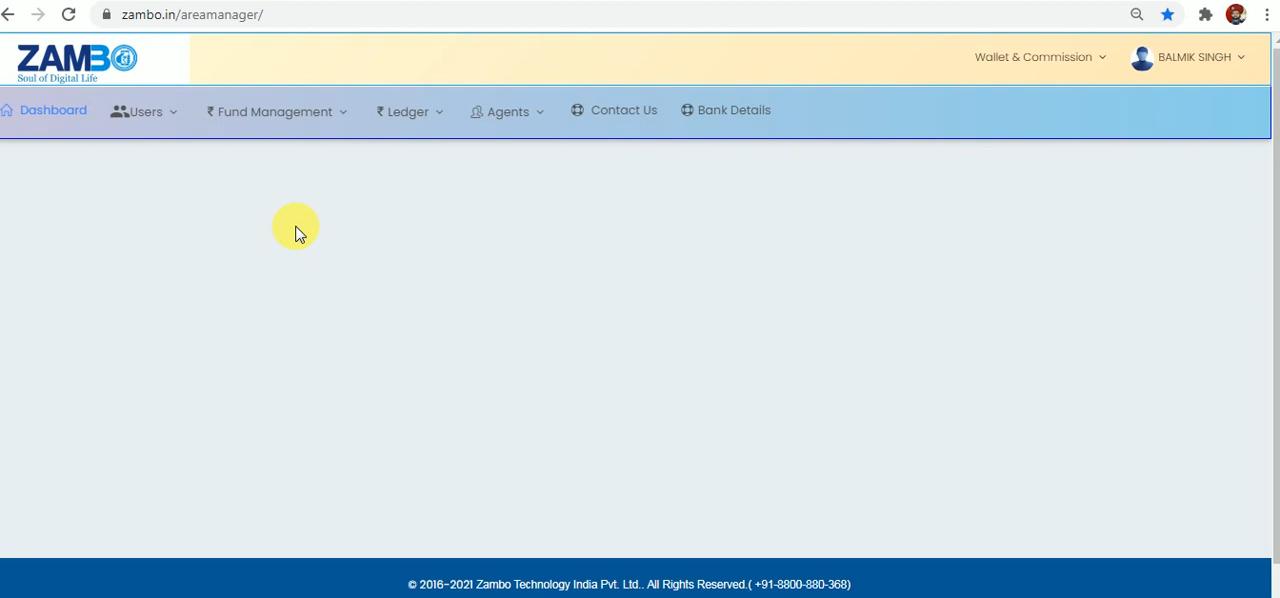 zambo.in/areamanager/
ZAMBO
Soul of Digital Life
Wallet & Commission
BALMIK SINGH
Dashboard
Users
₹ Fund Management
₹ Ledger
Agents
Contact Us
Bank Details
© 2016-2021 Zambo Technology India Pvt. Ltd.. All Rights Reserved.( +91-8800-880-368)